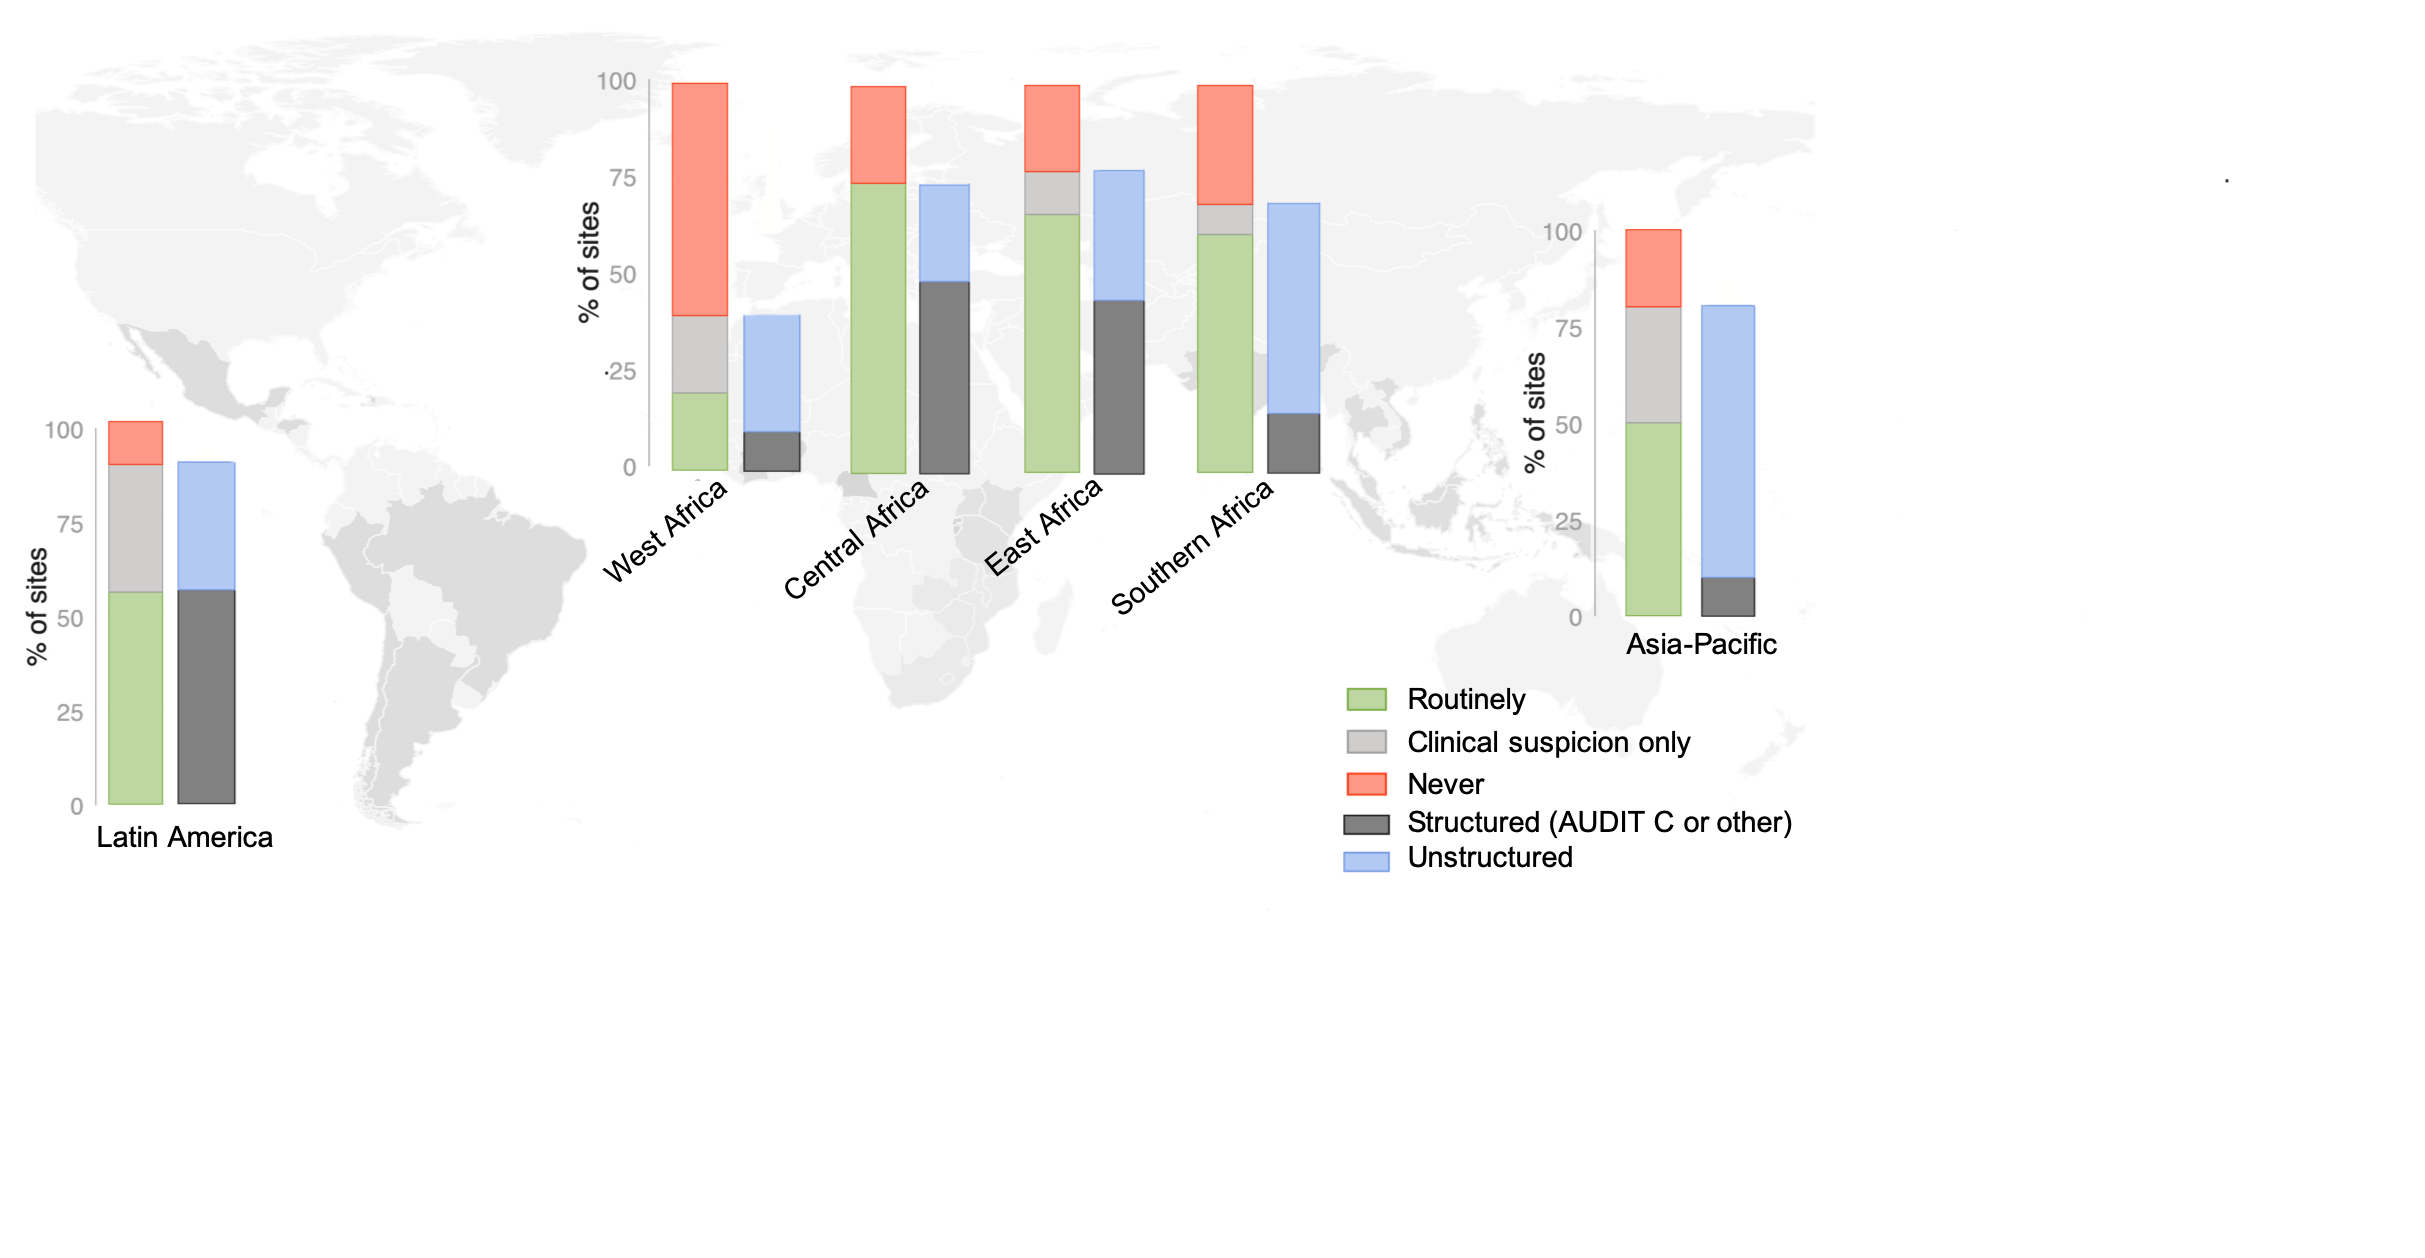 % of sites
100
75
50
25
0
Latin America
% of sites
100
75
50
25
0
West Africa
Central Africa
East Africa
Southern Africa
% of sites
100
75
50
25
0
Asia-Pacific
Routinely
Clinical suspicion only
Never
Structured (AUDIT C or other)
Unstructured